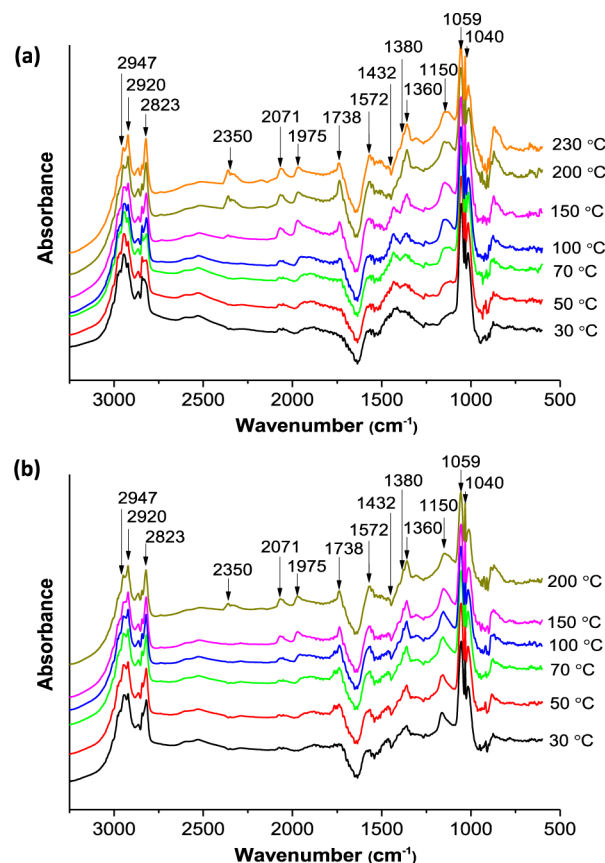 (a)
1059
1040
1380
1432
1360
2947
2920
2823
2350
2071
1975
1738
1572
1150
230 °C
200 °C
150 °C
100 °C
70 °C
50 °C
30 °C
Absorbance
3000 2500 2000 1500 1000 500
Wavenumber (cm⁻¹)
(b)
1059
1040
1380
1432
1360
2947
2920
2823
2350
2071
1975
1738
1572
1150
200 °C
150 °C
100 °C
70 °C
50 °C
30 °C
Absorbance
3000 2500 2000 1500 1000 500
Wavenumber (cm⁻¹)